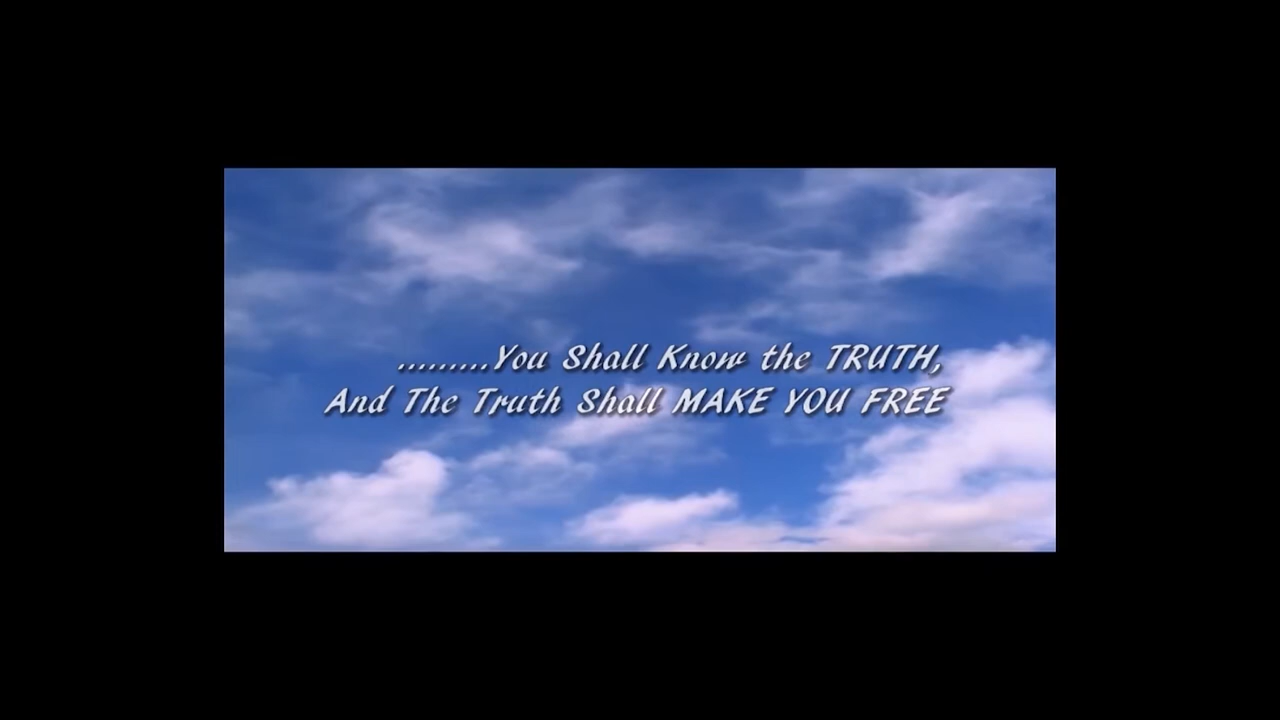 .........You Shall Know the TRUTH,
And The Truth Shall MAKE YOU FREE